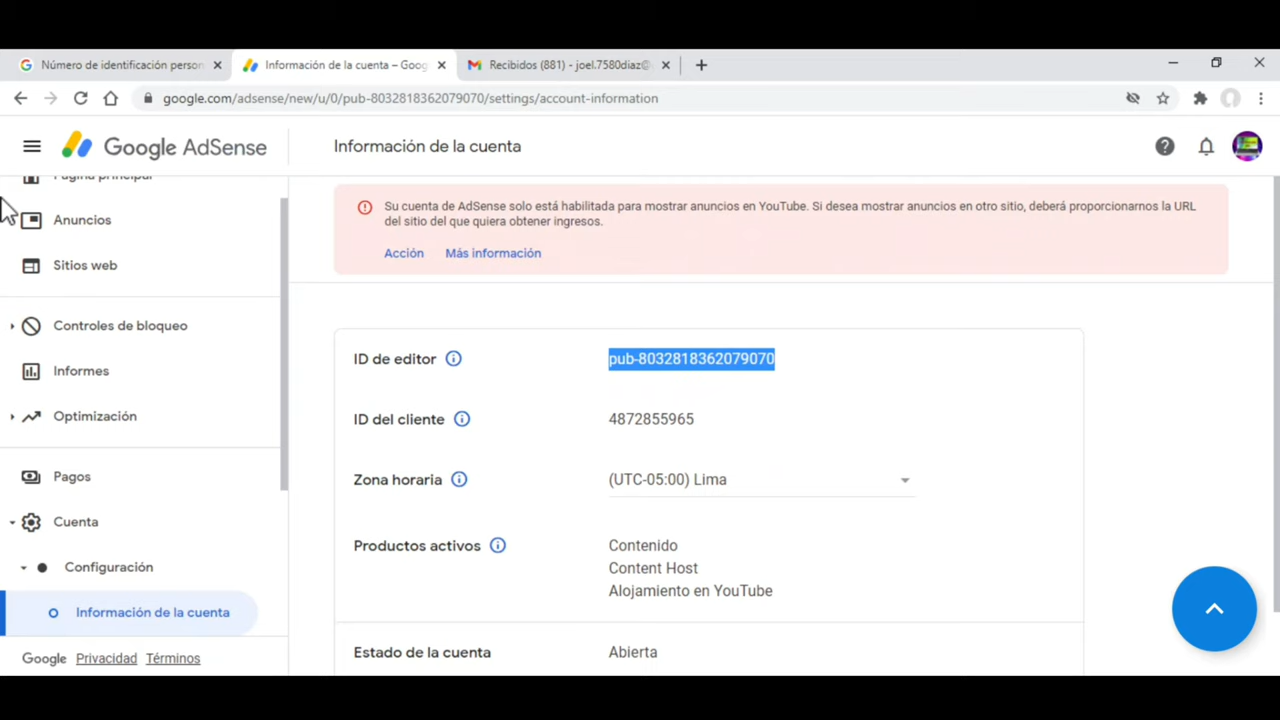 Número de identificación person
Información de la cuenta – Goog
Recibidos (881) - joel.7580diaz@
google.com/adsense/new/u/0/pub-8032818362079070/settings/account-information
Google AdSense
Información de la cuenta
Página principal
Anuncios
Sitios web
Controles de bloqueo
Informes
Optimización
Pagos
Cuenta
Configuración
Información de la cuenta
Google Privacidad Términos
Su cuenta de AdSense solo está habilitada para mostrar anuncios en YouTube. Si desea mostrar anuncios en otro sitio, deberá proporcionarnos la URL
del sitio del que quiera obtener ingresos.
Acción Más información
ID de editor pub-8032818362079070
ID del cliente 4872855965
Zona horaria (UTC-05:00) Lima
Productos activos Contenido
Content Host
Alojamiento en YouTube
Estado de la cuenta Abierta